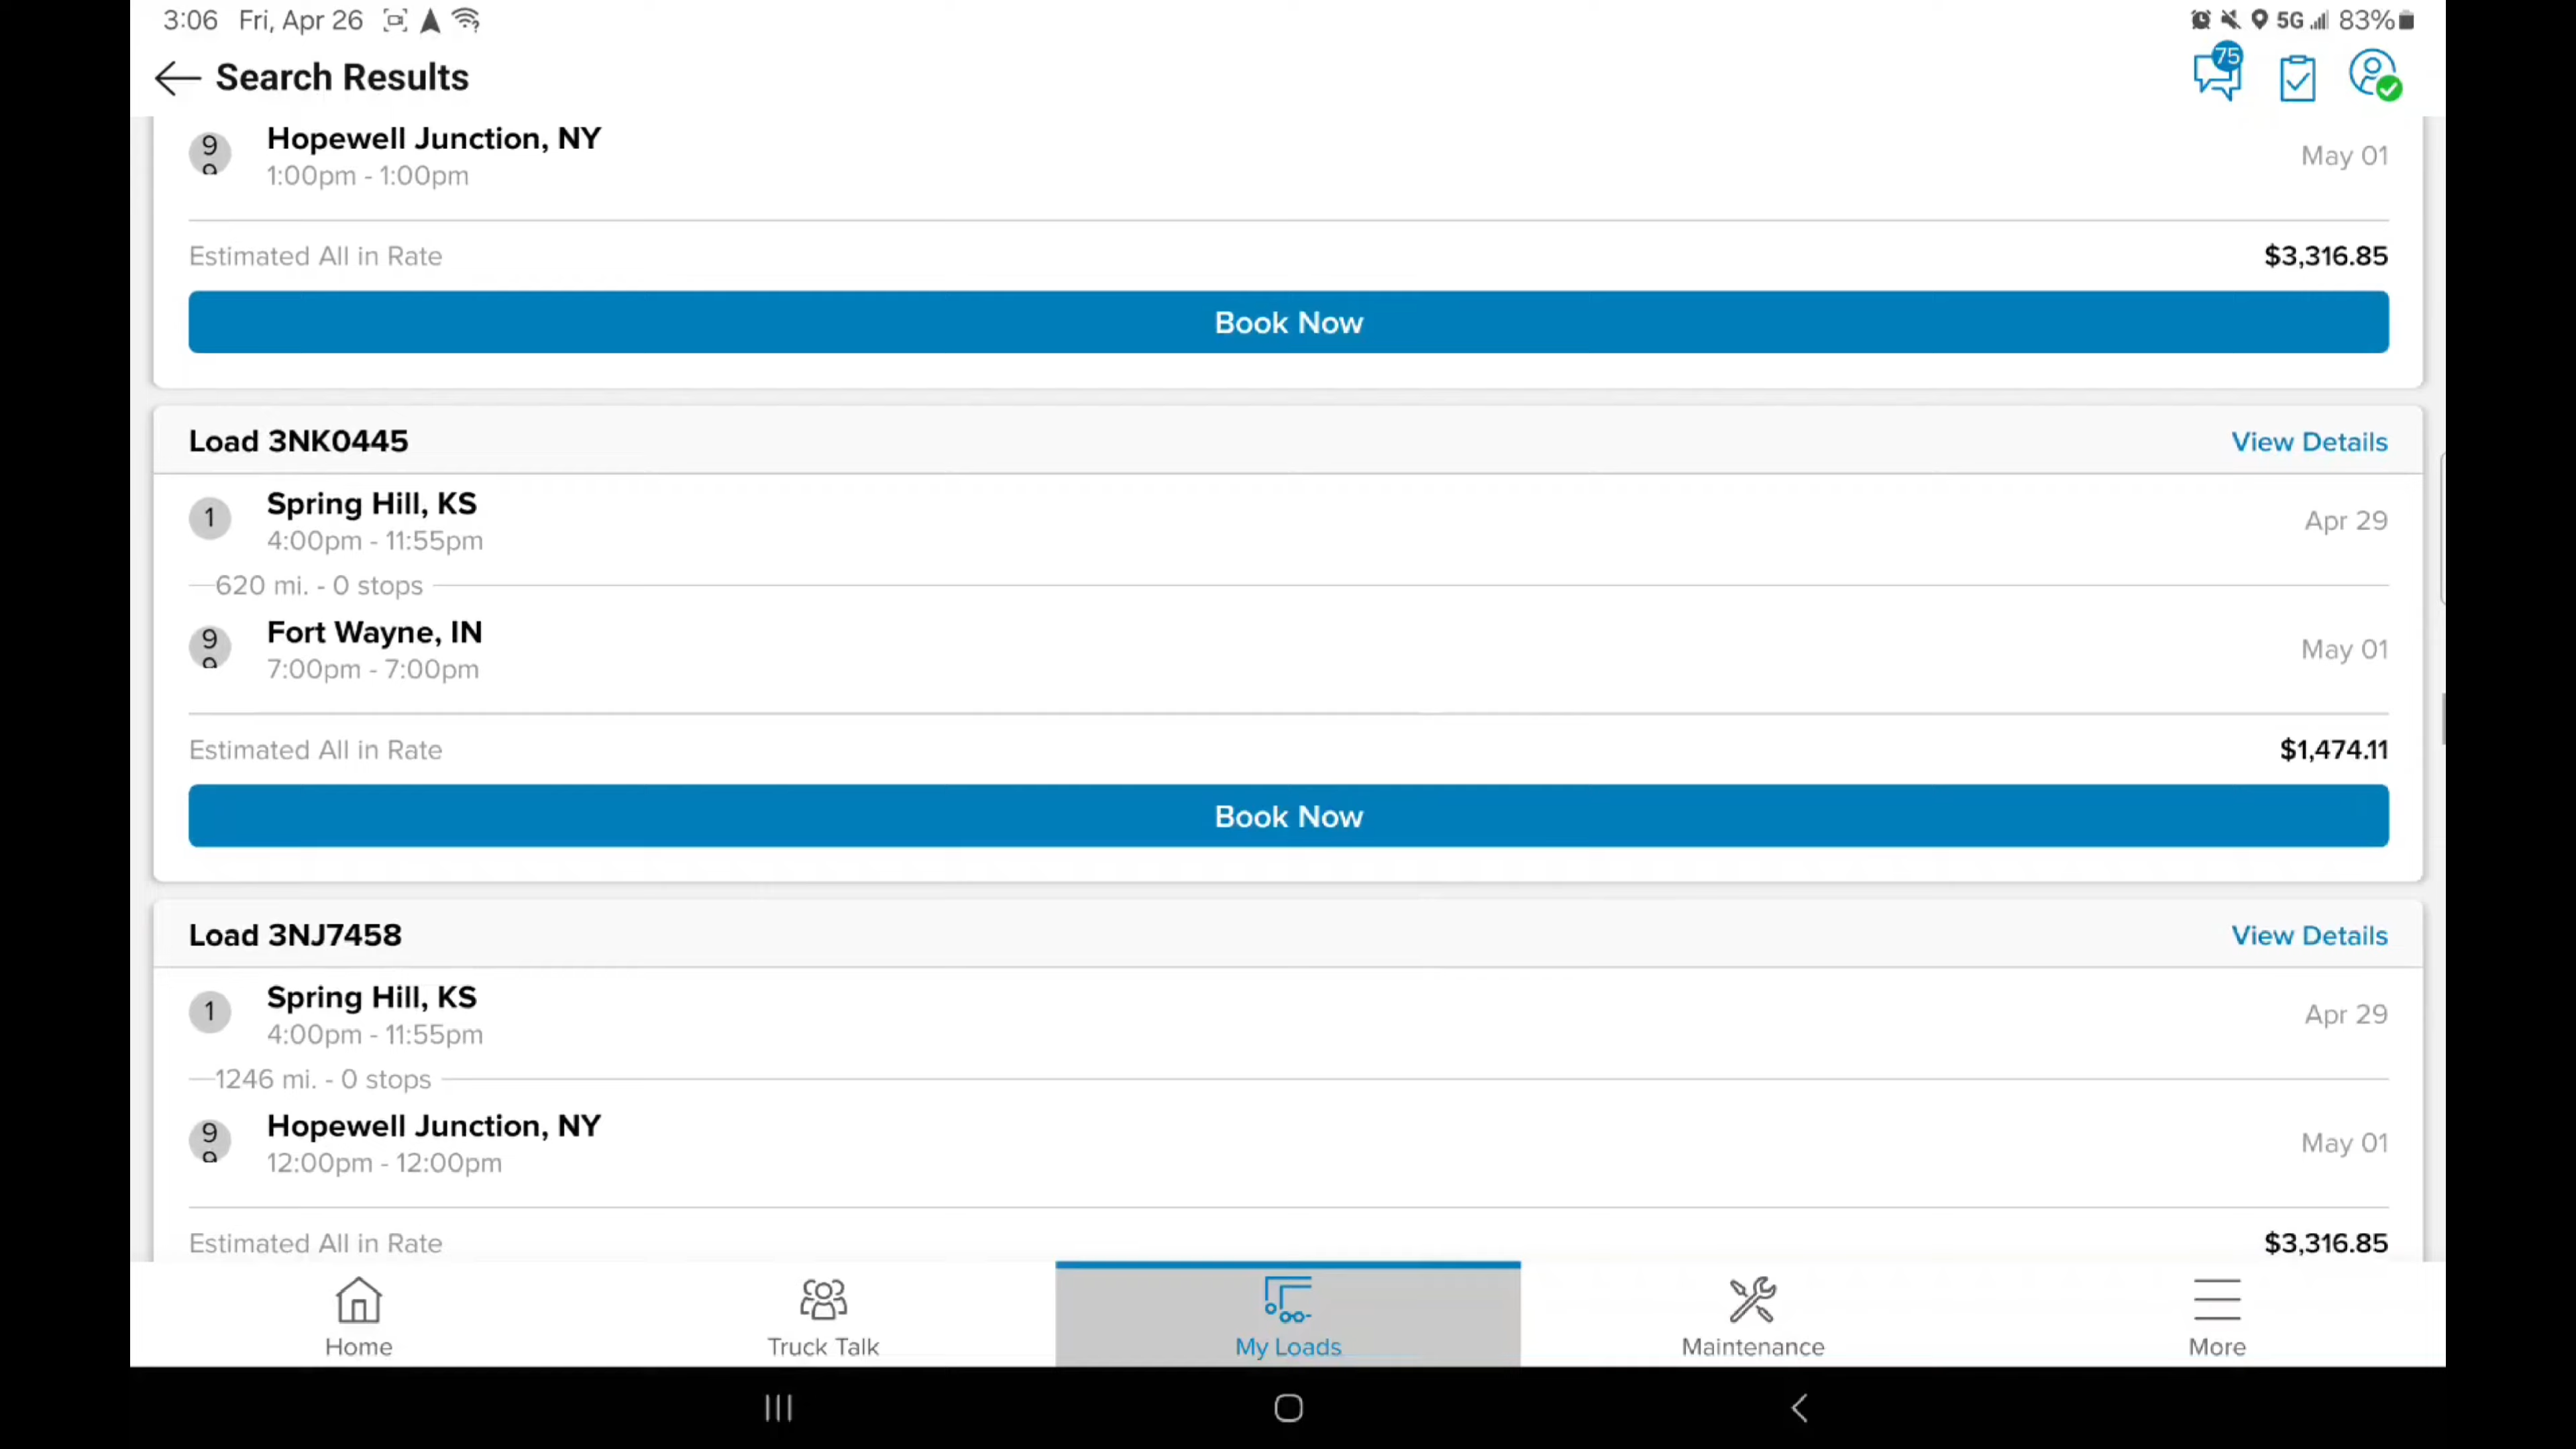 3:06 Fri, Apr 26
5G 83%
Search Results
75
9
9
Hopewell Junction, NY
1:00pm - 1:00pm
May 01
Estimated All in Rate
$3,316.85
Book Now
Load 3NK0445
View Details
1
Spring Hill, KS
4:00pm - 11:55pm
Apr 29
620 mi. - 0 stops
9
9
Fort Wayne, IN
7:00pm - 7:00pm
May 01
Estimated All in Rate
$1,474.11
Book Now
Load 3NJ7458
View Details
1
Spring Hill, KS
4:00pm - 11:55pm
Apr 29
1246 mi. - 0 stops
9
9
Hopewell Junction, NY
12:00pm - 12:00pm
May 01
Estimated All in Rate
$3,316.85
Home
Truck Talk
My Loads
Maintenance
More